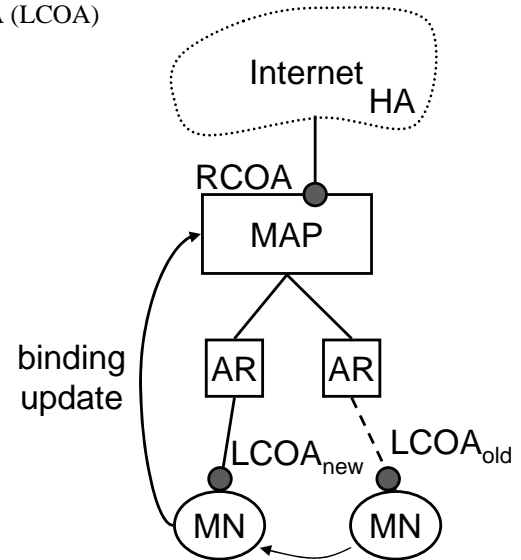 A (LCOA)
Internet
HA
RCOA
MAP
AR AR
binding
update
LCOAnew LCOAold
MN MN